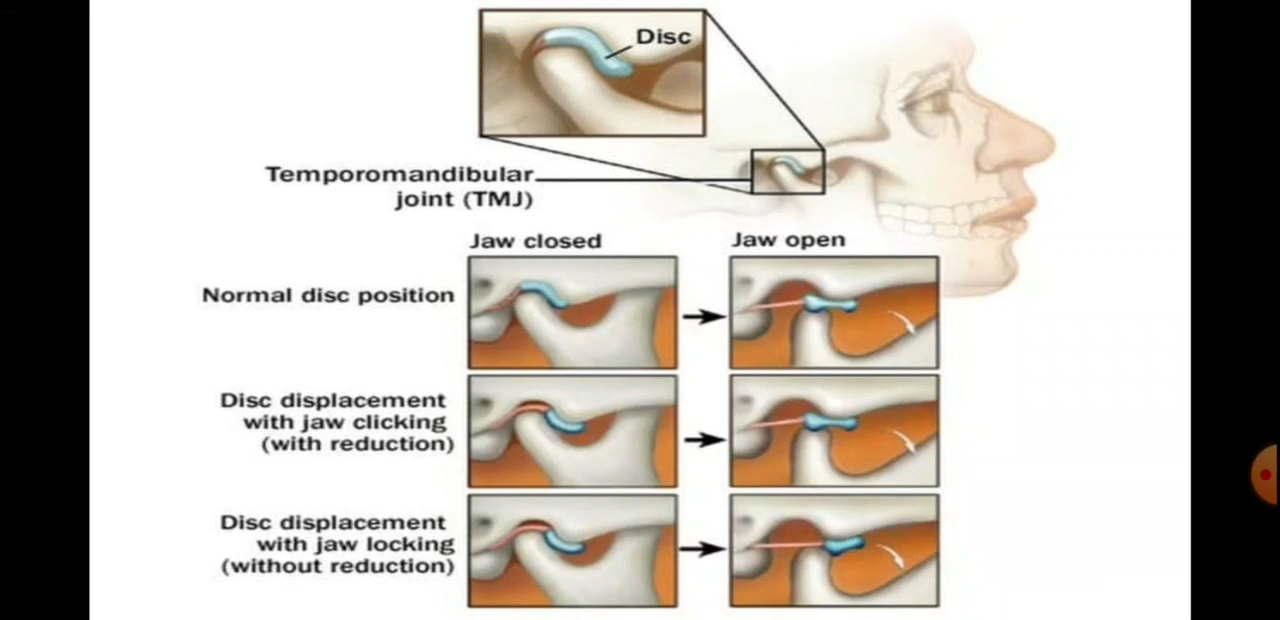 Disc
Temporomandibular
joint (TMJ)
Jaw closed
Jaw open
Normal disc position
Disc displacement
with jaw clicking
(with reduction)
Disc displacement
with jaw locking
(without reduction)